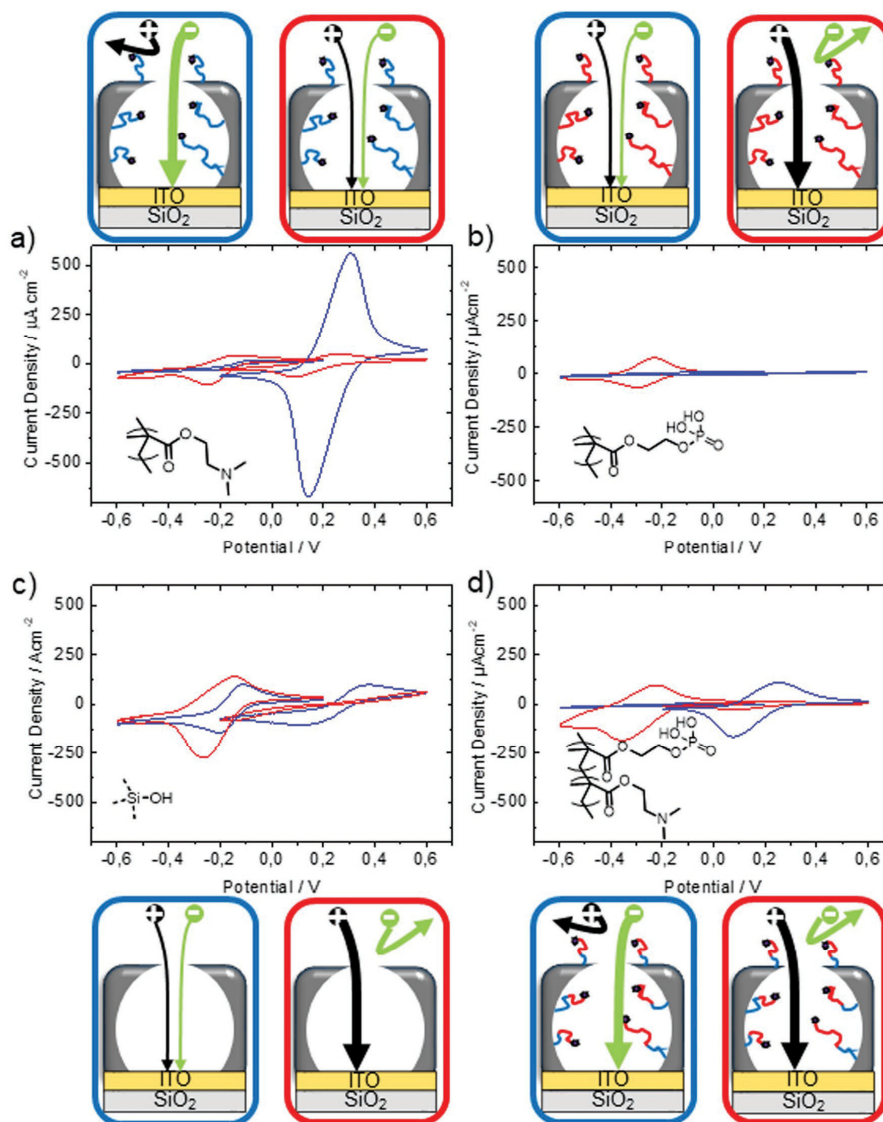 + − + − + − + −
ITO ITO ITO ITO
SiO2 SiO2 SiO2 SiO2
a) b)
500 500
250 250
0 0
-250 -250
-500 -500
Current Density / µA cm-2
Current Density / µAcm-2
O
O
N
HO
HO P
O
O
O
O
-0,6 -0,4 -0,2 0,0 0,2 0,4 0,6
-0,6 -0,4 -0,2 0,0 0,2 0,4 0,6
Potential / V Potential / V
c) d)
500 500
250 250
0 0
-250 -250
-500 -500
Current Density / Acm-2
Current Density / µAcm-2
Si-OH
HO
HO P
O
O
O
O
O
O
N
-0,6 -0,4 -0,2 0,0 0,2 0,4 0,6
-0,6 -0,4 -0,2 0,0 0,2 0,4 0,6
Potential / V Potential / V
+ − + − + − + −
ITO ITO ITO ITO
SiO2 SiO2 SiO2 SiO2